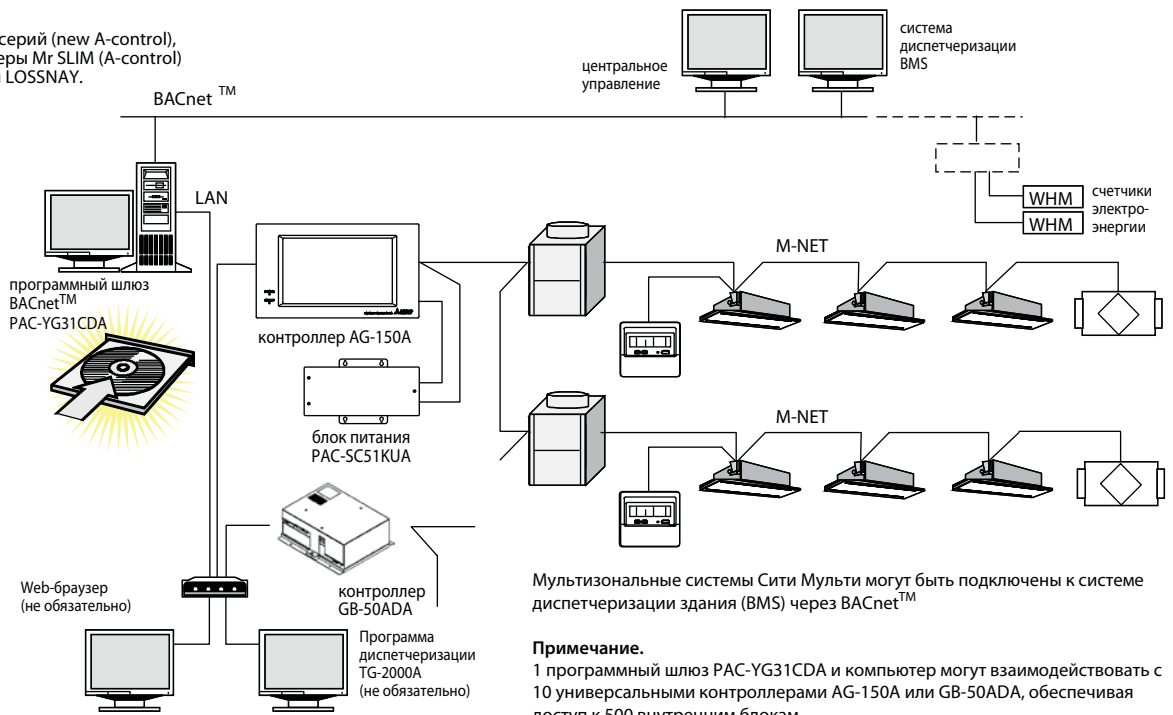 серий (new A-control),
еры Mr SLIM (A-control)
LOSSNAY.
BACnet TM
центральное
управление
система
диспетчеризации
BMS
LAN
WHM
WHM
счетчики
электро-
энергии
программный шлюз
BACnetTM
PAC-YG31CDA
контроллер AG-150A
блок питания
PAC-SC51KUA
M-NET
M-NET
контроллер
GB-50ADA
Web-браузер
(не обязательно)
Программа
диспетчеризации
TG-2000A
(не обязательно)
Мультизональные системы Сити Мульти могут быть подключены к системе
диспетчеризации здания (BMS) через BACnetTM
Примечание.
1 программный шлюз PAC-YG31CDA и компьютер могут взаимодействовать с
10 универсальными контроллерами AG-150A или GB-50ADA, обеспечивая
доступ к 500 внутренним блокам